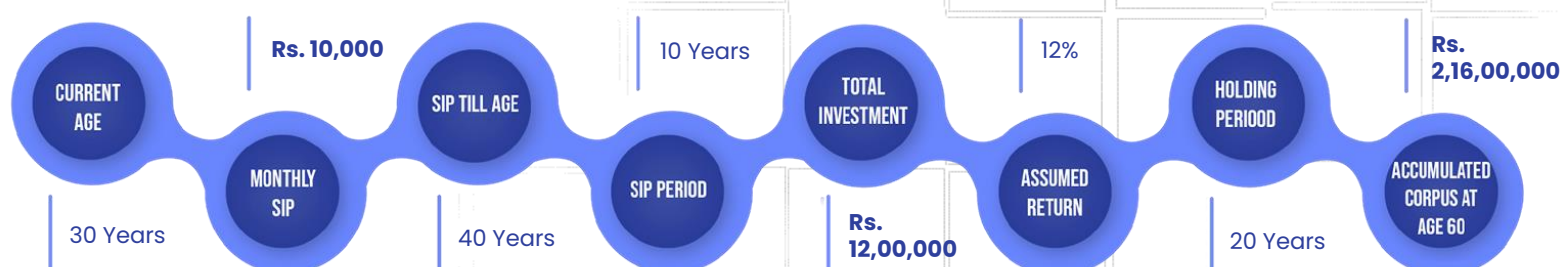 CURRENT
AGE
30 Years
Rs. 10,000
MONTHLY
SIP
SIP TILL AGE
40 Years
10 Years
SIP PERIOD
TOTAL
INVESTMENT
Rs.
12,00,000
12%
ASSUMED
RETURN
HOLDING
PERIOOD
20 Years
Rs.
2,16,00,000
ACCUMULATED
CORPUS AT
AGE 60